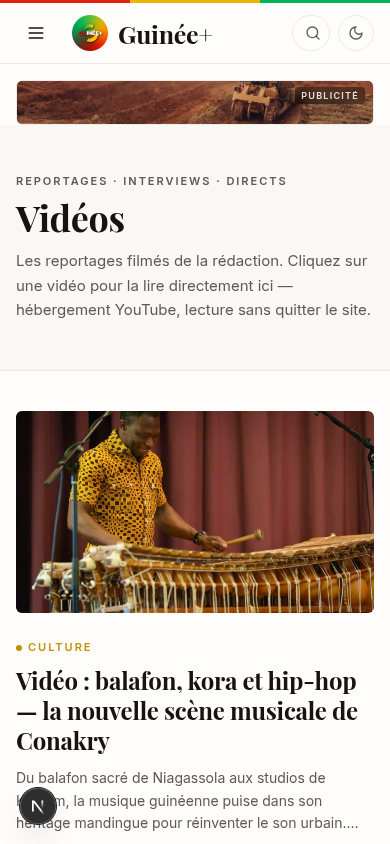 Guinée+
PUBLICITÉ
REPORTAGES · INTERVIEWS · DIRECTS
Vidéos
Les reportages filmés de la rédaction. Cliquez sur
une vidéo pour la lire directement ici —
hébergement YouTube, lecture sans quitter le site.
CULTURE
Vidéo : balafon, kora et hip-hop
— la nouvelle scène musicale de
Conakry
Du balafon sacré de Niagassola aux studios de
la musique guinéenne puise dans son
héritage mandingue pour réinventer le son urbain.…
N